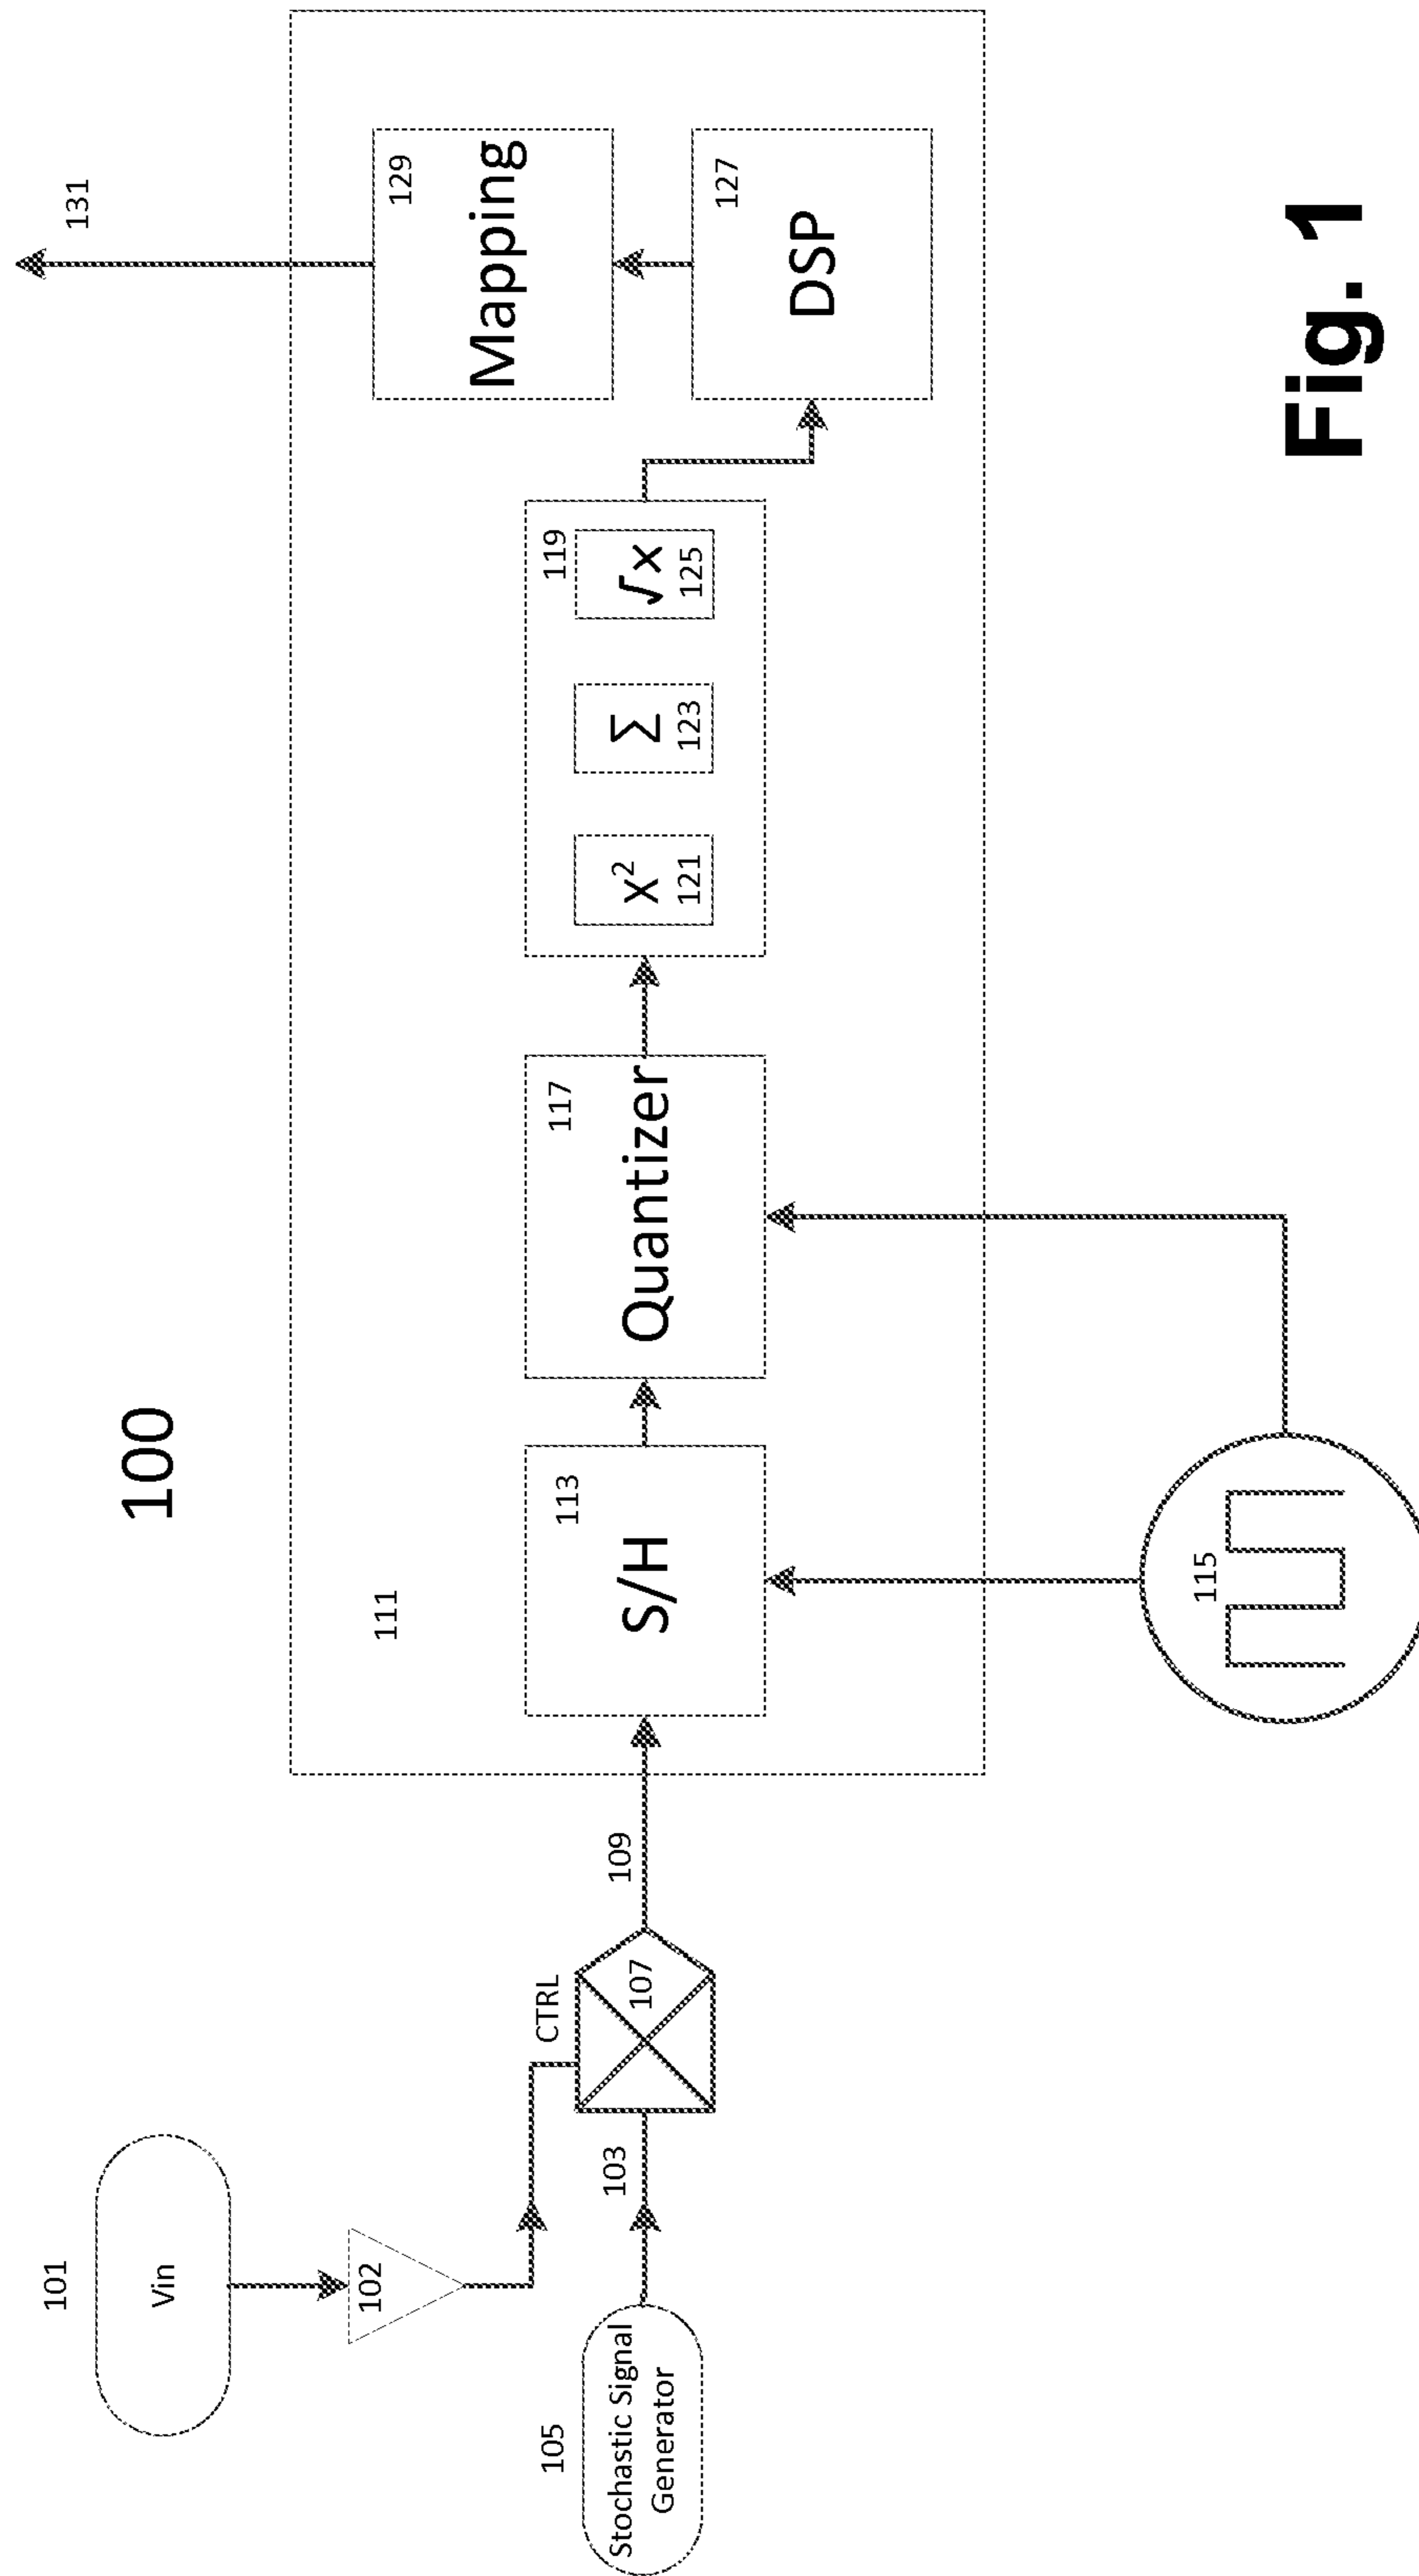 100
101
Vin
102
105
Stochastic Signal
Generator
103
CTRL
107
109
111
113
S/H
117
Quantizer
115
119
X²
121
Σ
123
√x
125
127
DSP
129
Mapping
131
Fig. 1